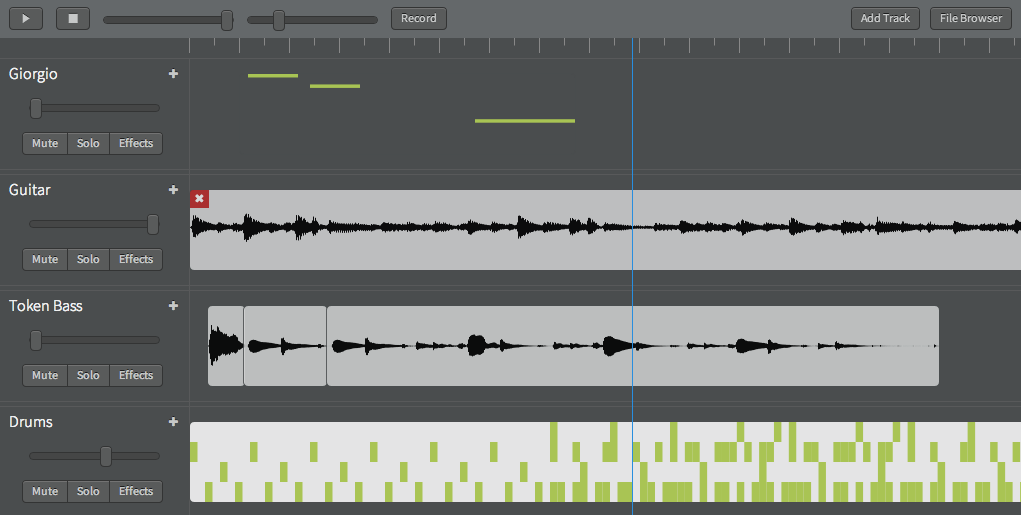 Record
Add Track
File Browser
Giorgio
Mute Solo Effects
Guitar
Mute Solo Effects
Token Bass
Mute Solo Effects
Drums
Mute Solo Effects